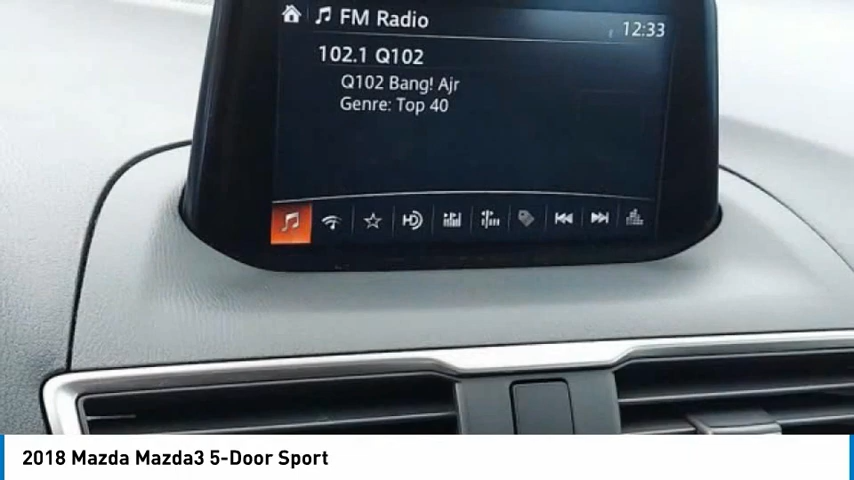 FM Radio
12:33
102.1 Q102
Q102 Bang! Ajr
Genre: Top 40
HD
2018 Mazda Mazda3 5-Door Sport